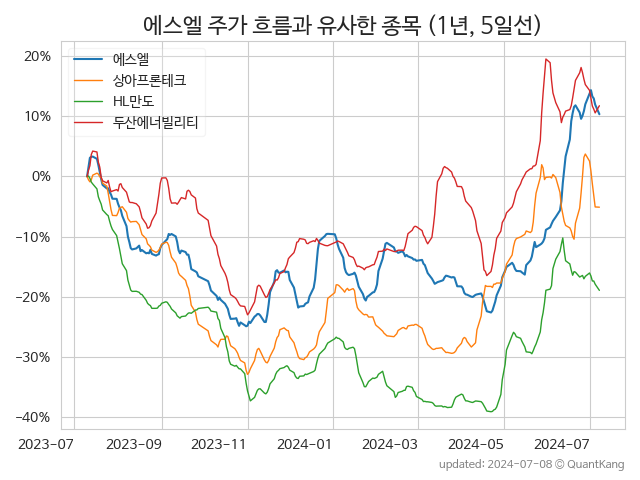 에스엘 주가 흐름과 유사한 종목 (1년, 5일선)
에스엘
상아프론테크
HL만도
두산에너빌리티
20%
10%
0%
−10%
−20%
−30%
−40%
2023-07 2023-09 2023-11 2024-01 2024-03 2024-05 2024-07
updated: 2024-07-08 © QuantKang